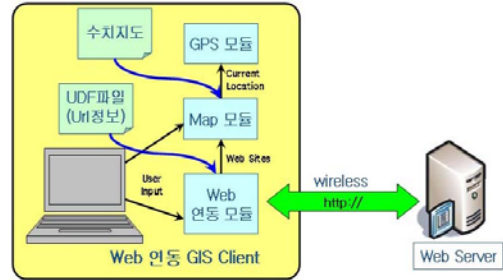 수치지도
GPS 모듈
Current
Location
UDF파일
(Url정보)
Map 모듈
Web Sites
User
Input
Web
연동 모듈
wireless
http://
Web 연동 GIS Client
Web Server